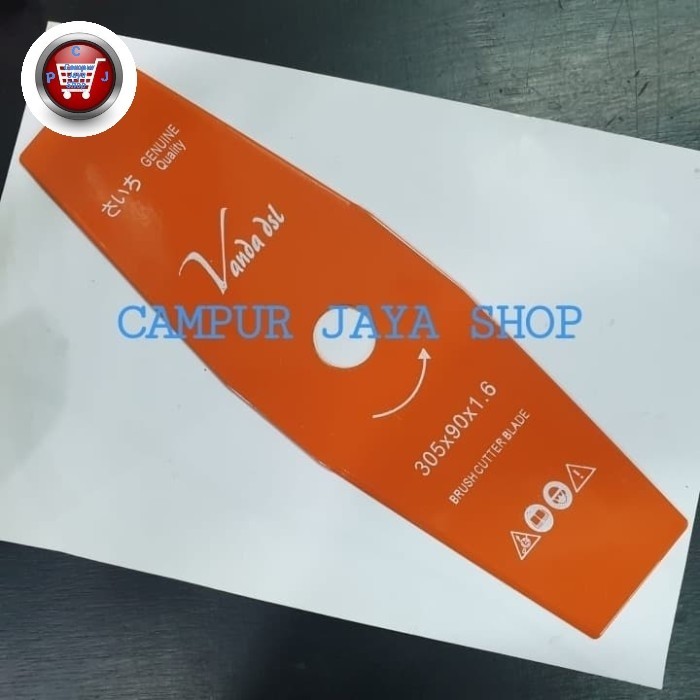 C
P J
さいち
GENUINE
Quality
Vanda dsl
CAMPUR JAYA SHOP
305x90x1.6
BRUSH CUTTER BLADE